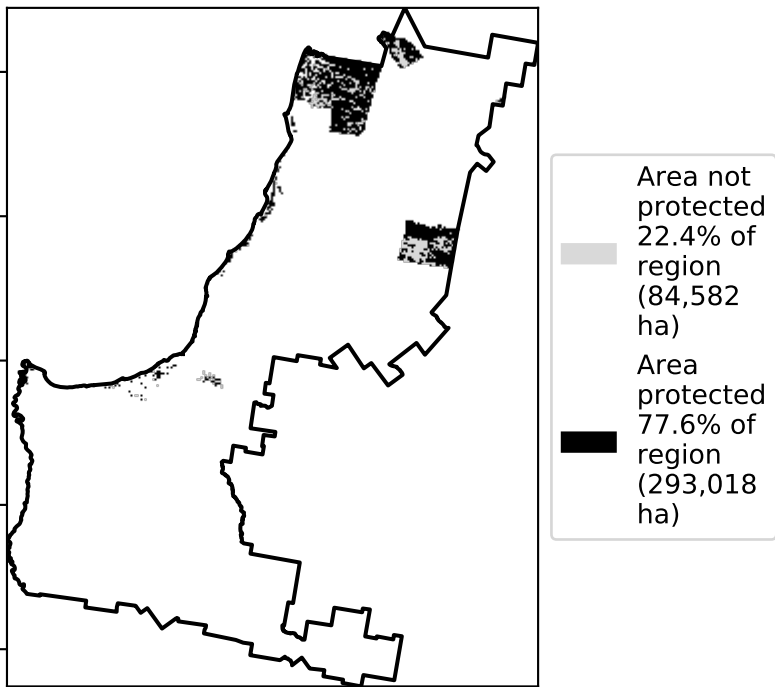 Area not
protected
22.4% of
region
(84,582
ha)
Area
protected
77.6% of
region
(293,018
ha)